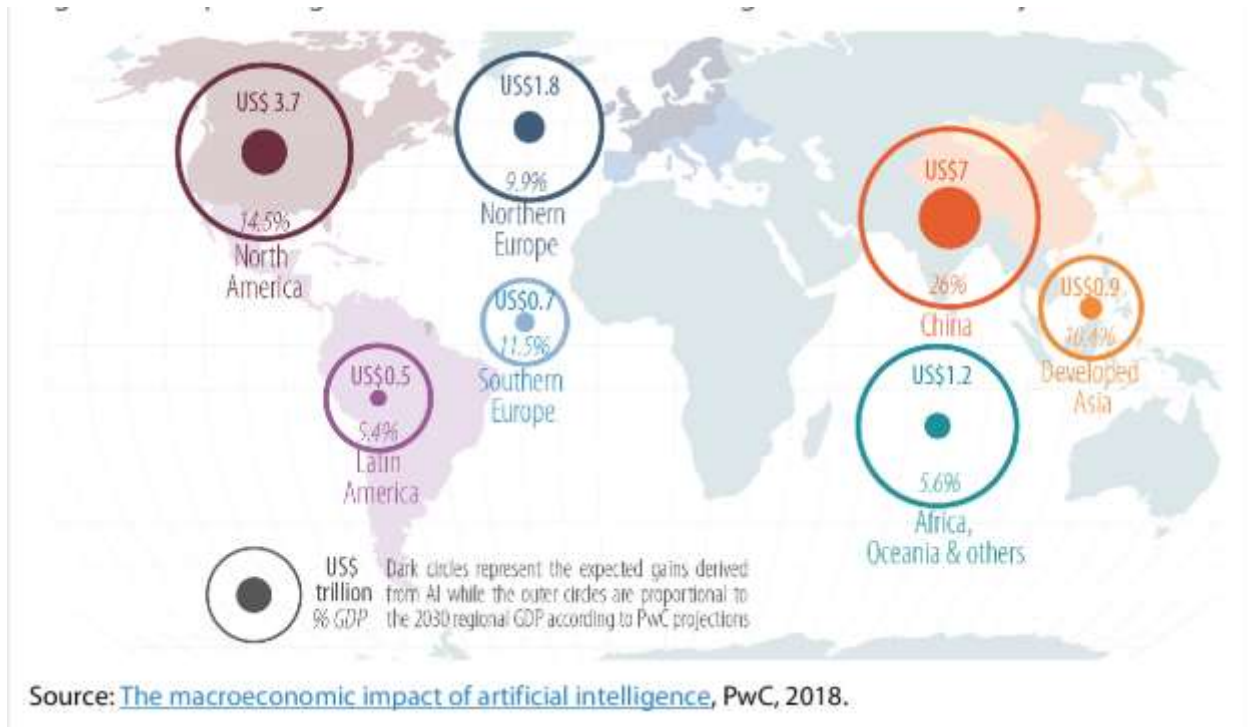 US$ 3.7
14.5%
North
America
US$1.8
9.9%
Northern
Europe
US$0.7
11.5%
Southern
Europe
US$0.5
5.4%
Latin
America
US$7
26%
China
US$0.9
10.4%
Developed
Asia
US$1.2
5.6%
Africa,
Oceania & others
US$
trillion
% GDP
Dark circles represent the expected gains derived
from AI while the outer circles are proportional to
the 2030 regional GDP according to PwC projections
Source: The macroeconomic impact of artificial intelligence, PwC, 2018.